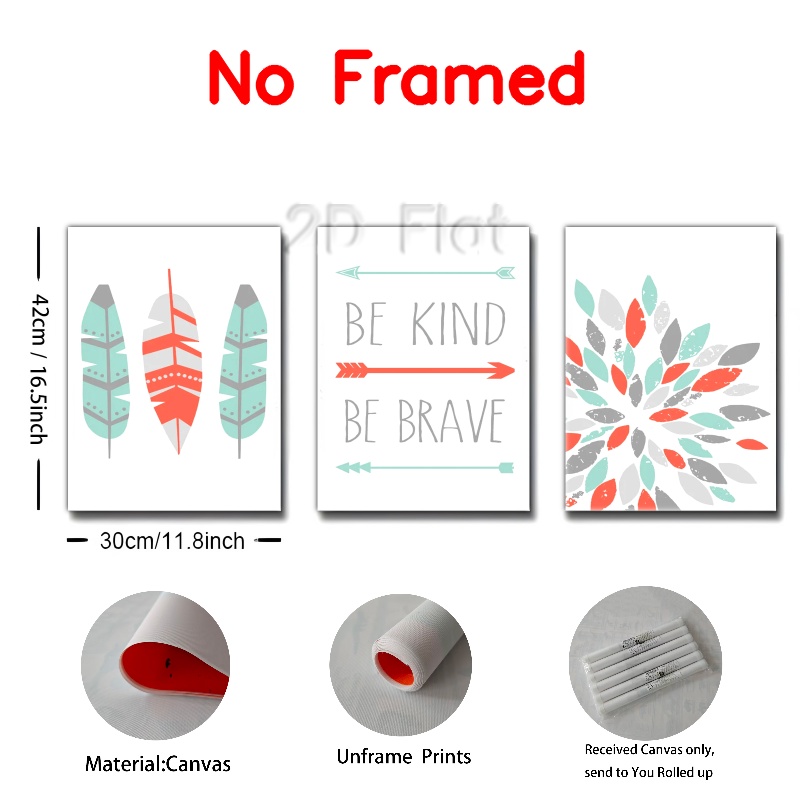 No Framed
2D Flat
42cm / 16.5inch
BE KIND
BE BRAVE
30cm/11.8inch
Material:Canvas
Unframe Prints
Received Canvas only,
send to You Rolled up